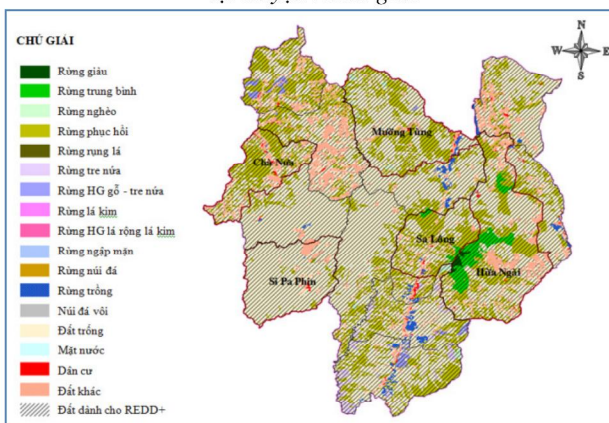 CHÚ GIẢI
Rừng giàu
Rừng trung bình
Rừng nghèo
Rừng phục hồi
Rừng rụng lá
Rừng tre nứa
Rừng HG gỗ - tre nứa
Rừng lá kim
Rừng HG lá rộng lá kim
Rừng ngập mặn
Rừng núi đá
Rừng trồng
Núi đá vôi
Đất trống
Mặt nước
Dân cư
Đất khác
Đất dành cho REDD+
N
W
E
S
Mường Tùng
Chà Nưa
Sa Lông
Hừa Ngài
Si Pa Phìn